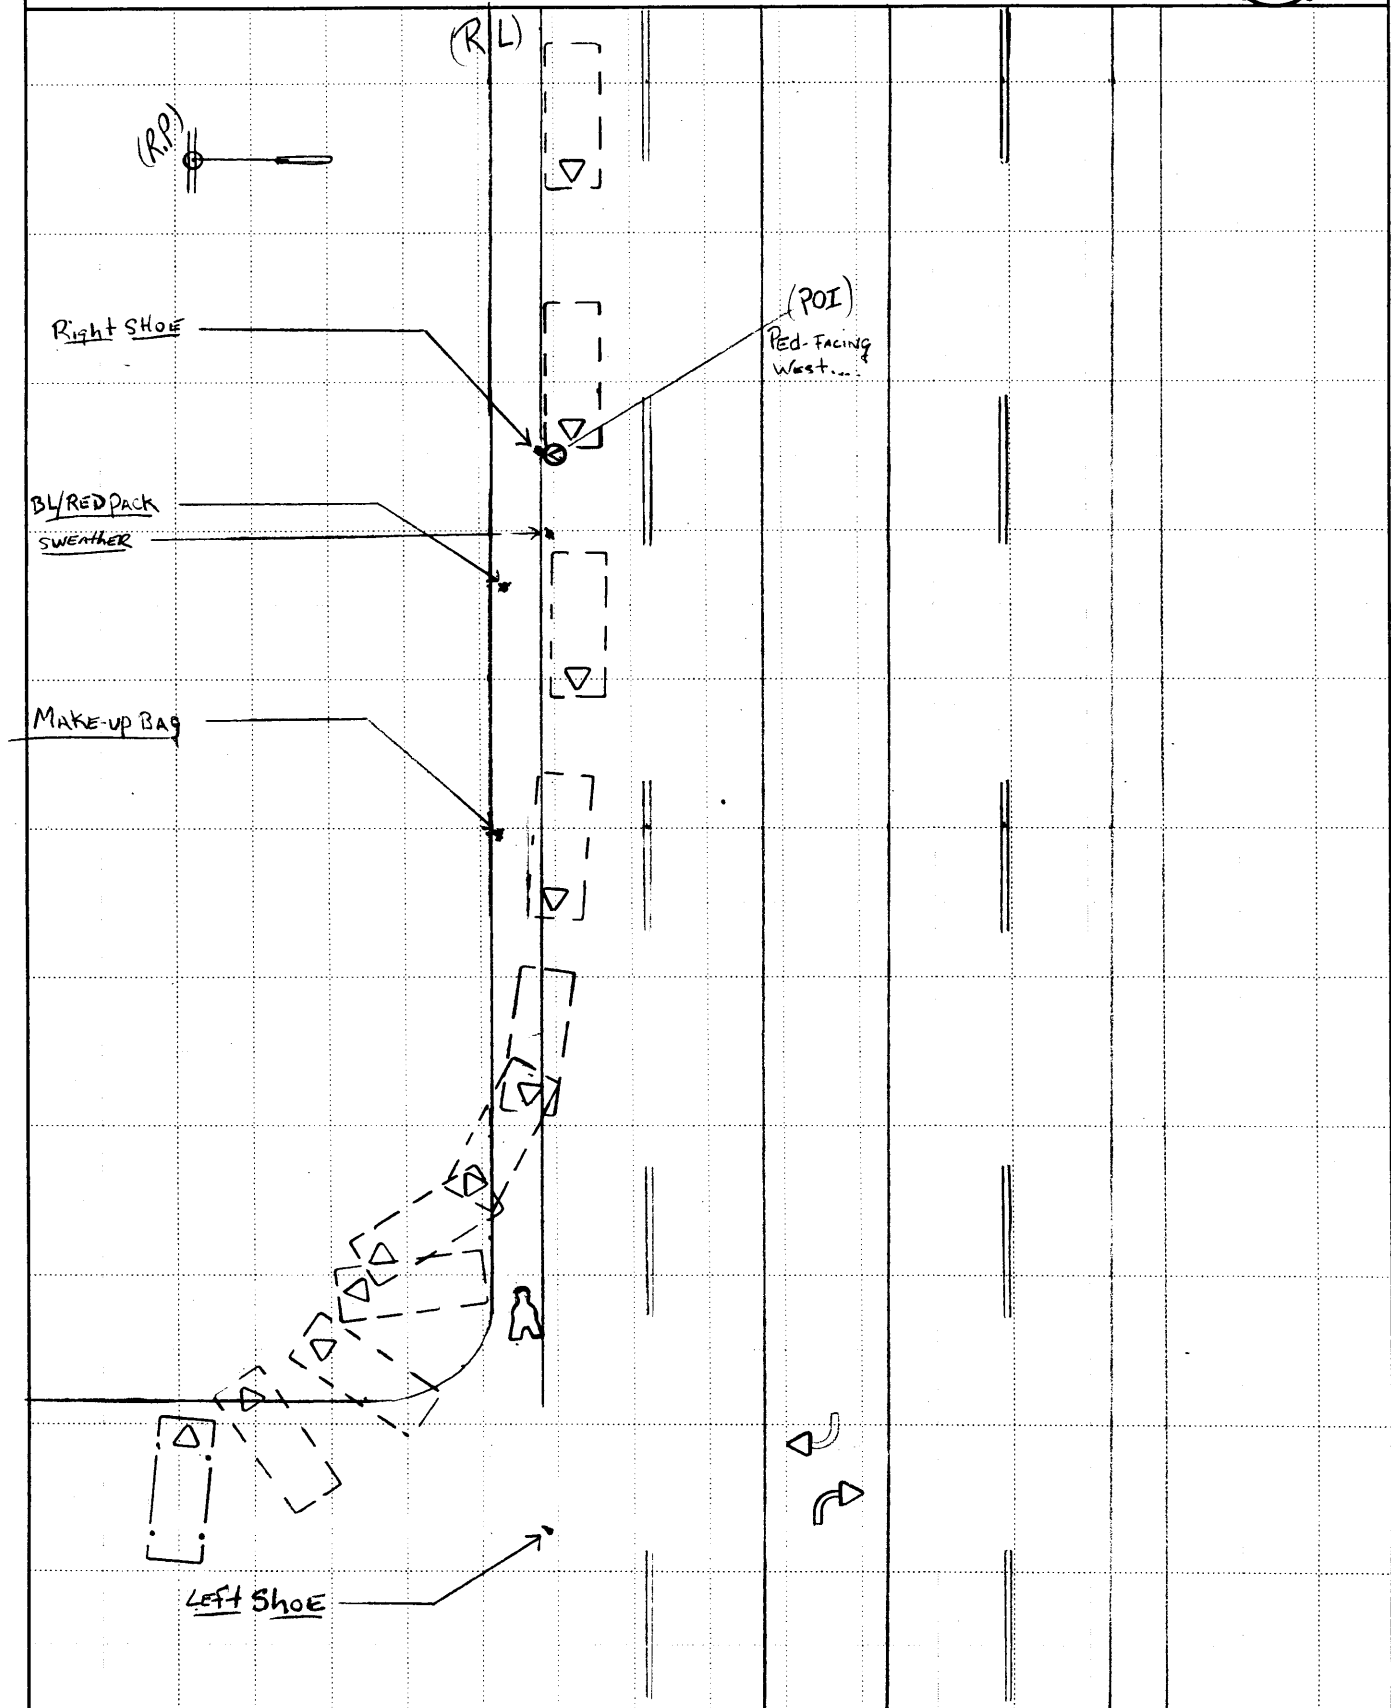 (R L)
(R.P.)
(POI)
Ped-Facing
West....
Right SHOE
BL/RED PACK
SWEATHER
MAKE-UP BAg
LEFt ShoE